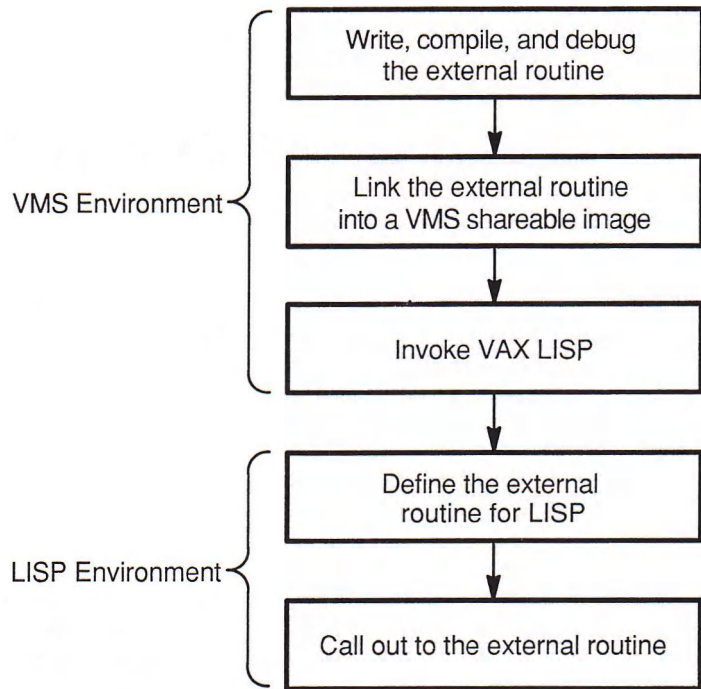 Write, compile, and debug
the external routine
VMS Environment
Link the external routine
into a VMS shareable image
Invoke VAX LISP
Define the external
routine for LISP
LISP Environment
Call out to the external routine